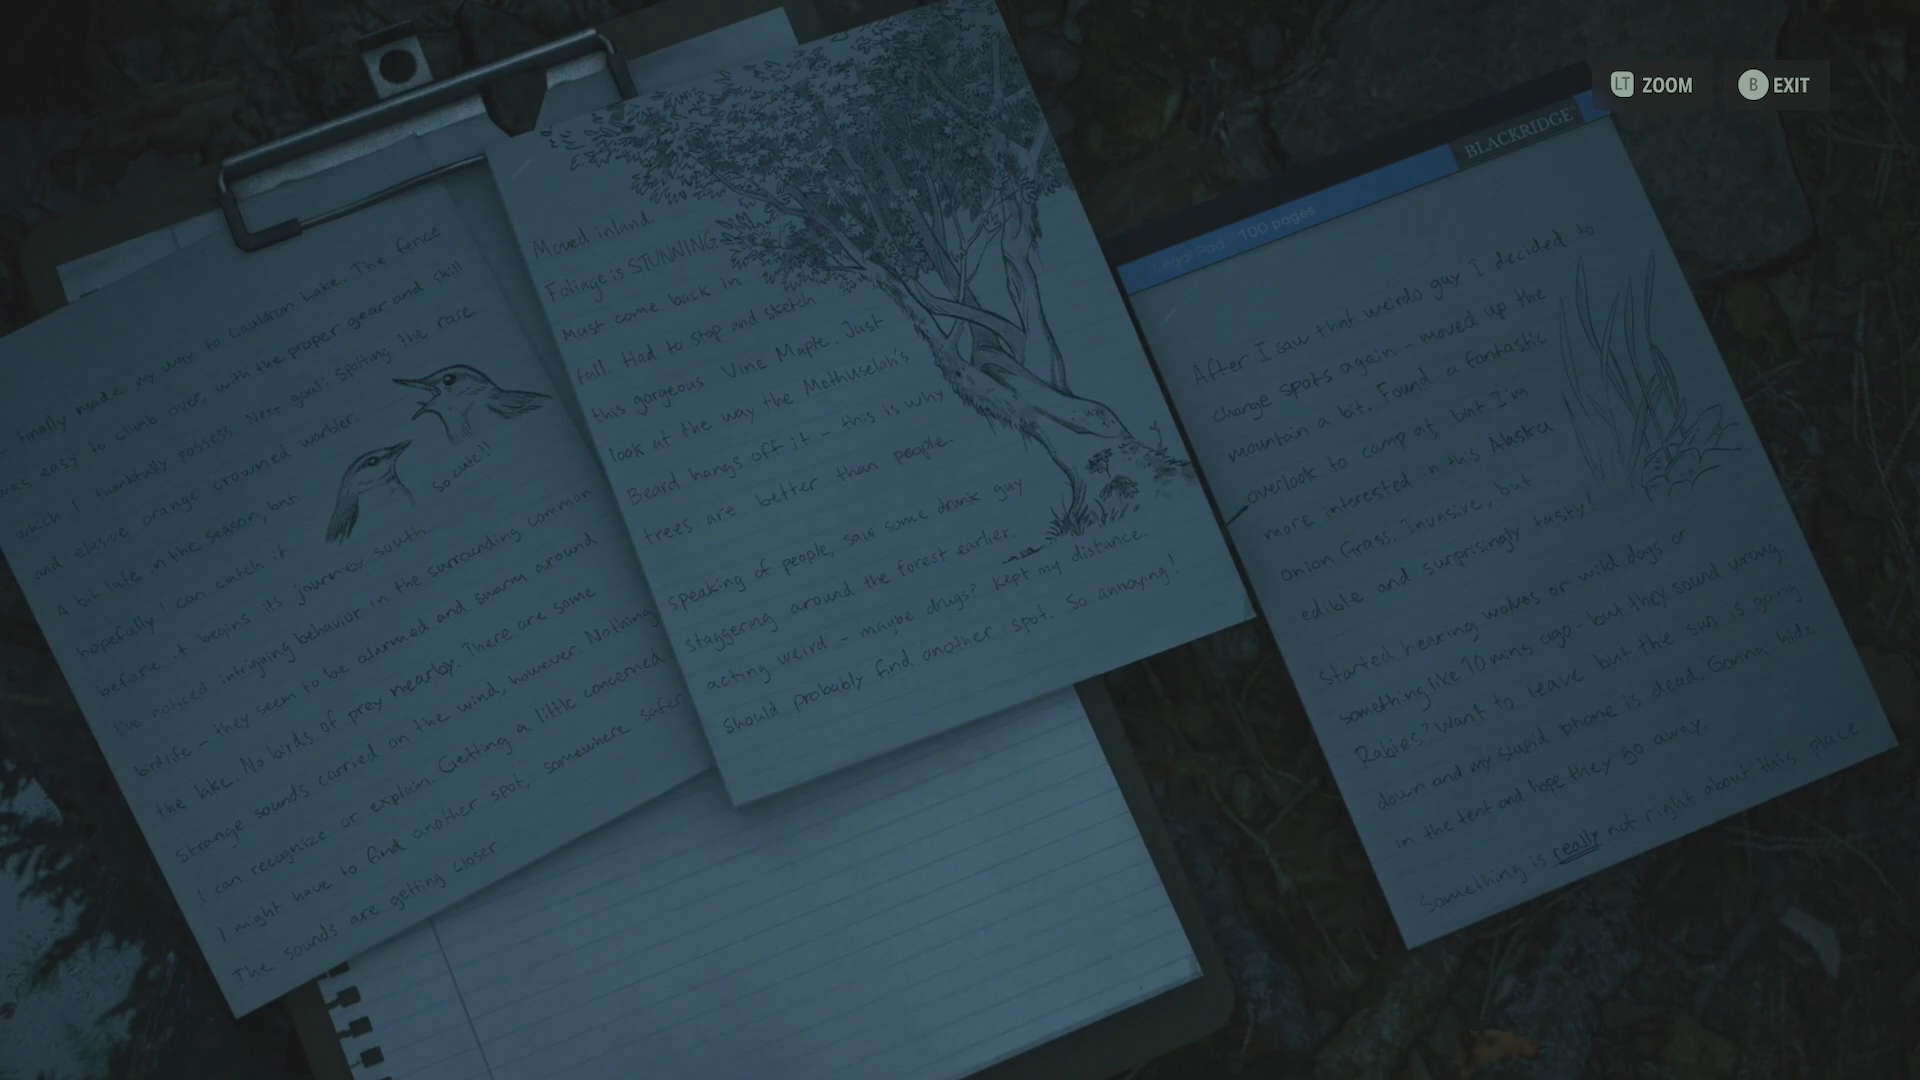 I finally made my way to Cauldron Lake. The fence
was easy to climb over, with the proper gear and skill
which I thankfully possess. Next goal: spotting the rare
and elusive orange crowned warbler.
A bit late in the season, but
hopefully I can catch it
before it begins its journey south.
so cute!!
I've noticed intriguing behavior in the surrounding common
birdlife - they seem to be alarmed and swarm around
the lake. No birds of prey nearby. There are some
strange sounds carried on the wind, however. Nothing
I can recognize or explain. Getting a little concerned
I might have to find another spot, somewhere safer
The sounds are getting closer
Moved inland.
Foliage is STUNNING.
Must come back in
fall. Had to stop and sketch
this gorgeous Vine Maple. Just
look at the way the Methuselah's
Beard hangs off it - this is why
trees are better than people.
speaking of people, saw some drunk guy
staggering around the forest earlier.
acting weird - maybe drugs? Kept my distance.
Should probably find another spot. So annoying!
BLACKRIDGE
Legal Pad 100 pages
After I saw that weirdo guy I decided to
change spots again - moved up the
mountain a bit. Found a fantastic
overlook to camp at, but I'm
more interested in this Alaska
Onion Grass. Invasive, but
edible and surprisingly tasty!
Started hearing wolves or wild dogs or
something like 10 mins ago - but they sound wrong.
Rabies? Want to leave but the sun is going
down and my stupid phone is dead. Gonna hide
in the tent and hope they go away.
Something is really not right about this place
LT ZOOM
B EXIT